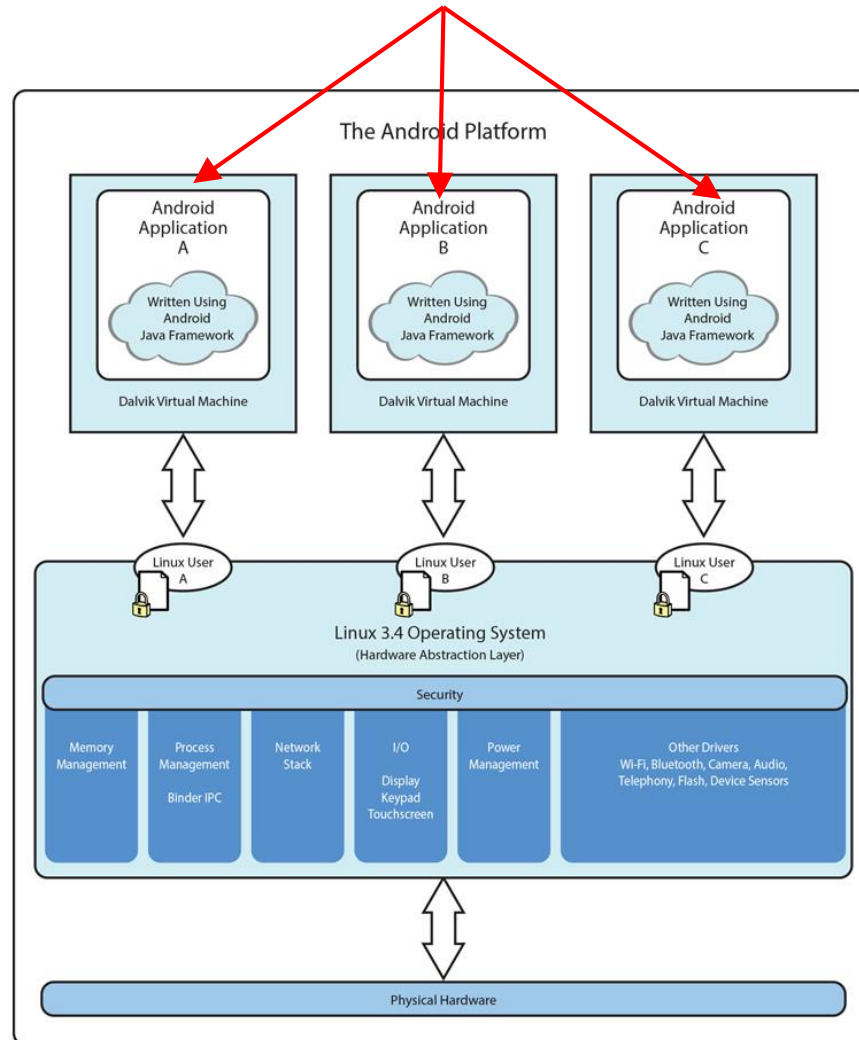 The Android Platform
Android
Application
A
Written Using
Android
Java Framework
Dalvik Virtual Machine
Android
Application
B
Written Using
Android
Java Framework
Dalvik Virtual Machine
Android
Application
C
Written Using
Android
Java Framework
Dalvik Virtual Machine
Linux User
A
Linux User
B
Linux User
C
Linux 3.4 Operating System
(Hardware Abstraction Layer)
Security
Memory
Management
Process
Management
Binder IPC
Network
Stack
I/O
Display
Keypad
Touchscreen
Power
Management
Other Drivers
Wi-Fi, Bluetooth, Camera, Audio,
Telephony, Flash, Device Sensors
Physical Hardware